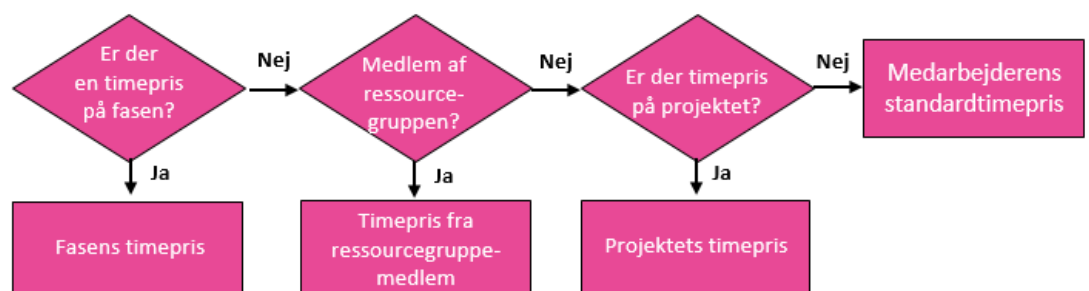 Er der
en timepris
på fasen?
Nej
Medlem af
ressource-
gruppen?
Nej
Er der timepris
på projektet?
Nej
Medarbejderens
standardtimepris
Ja
Ja
Ja
Fasens timepris
Timepris fra
ressourcegruppe-
medlem
Projektets timepris